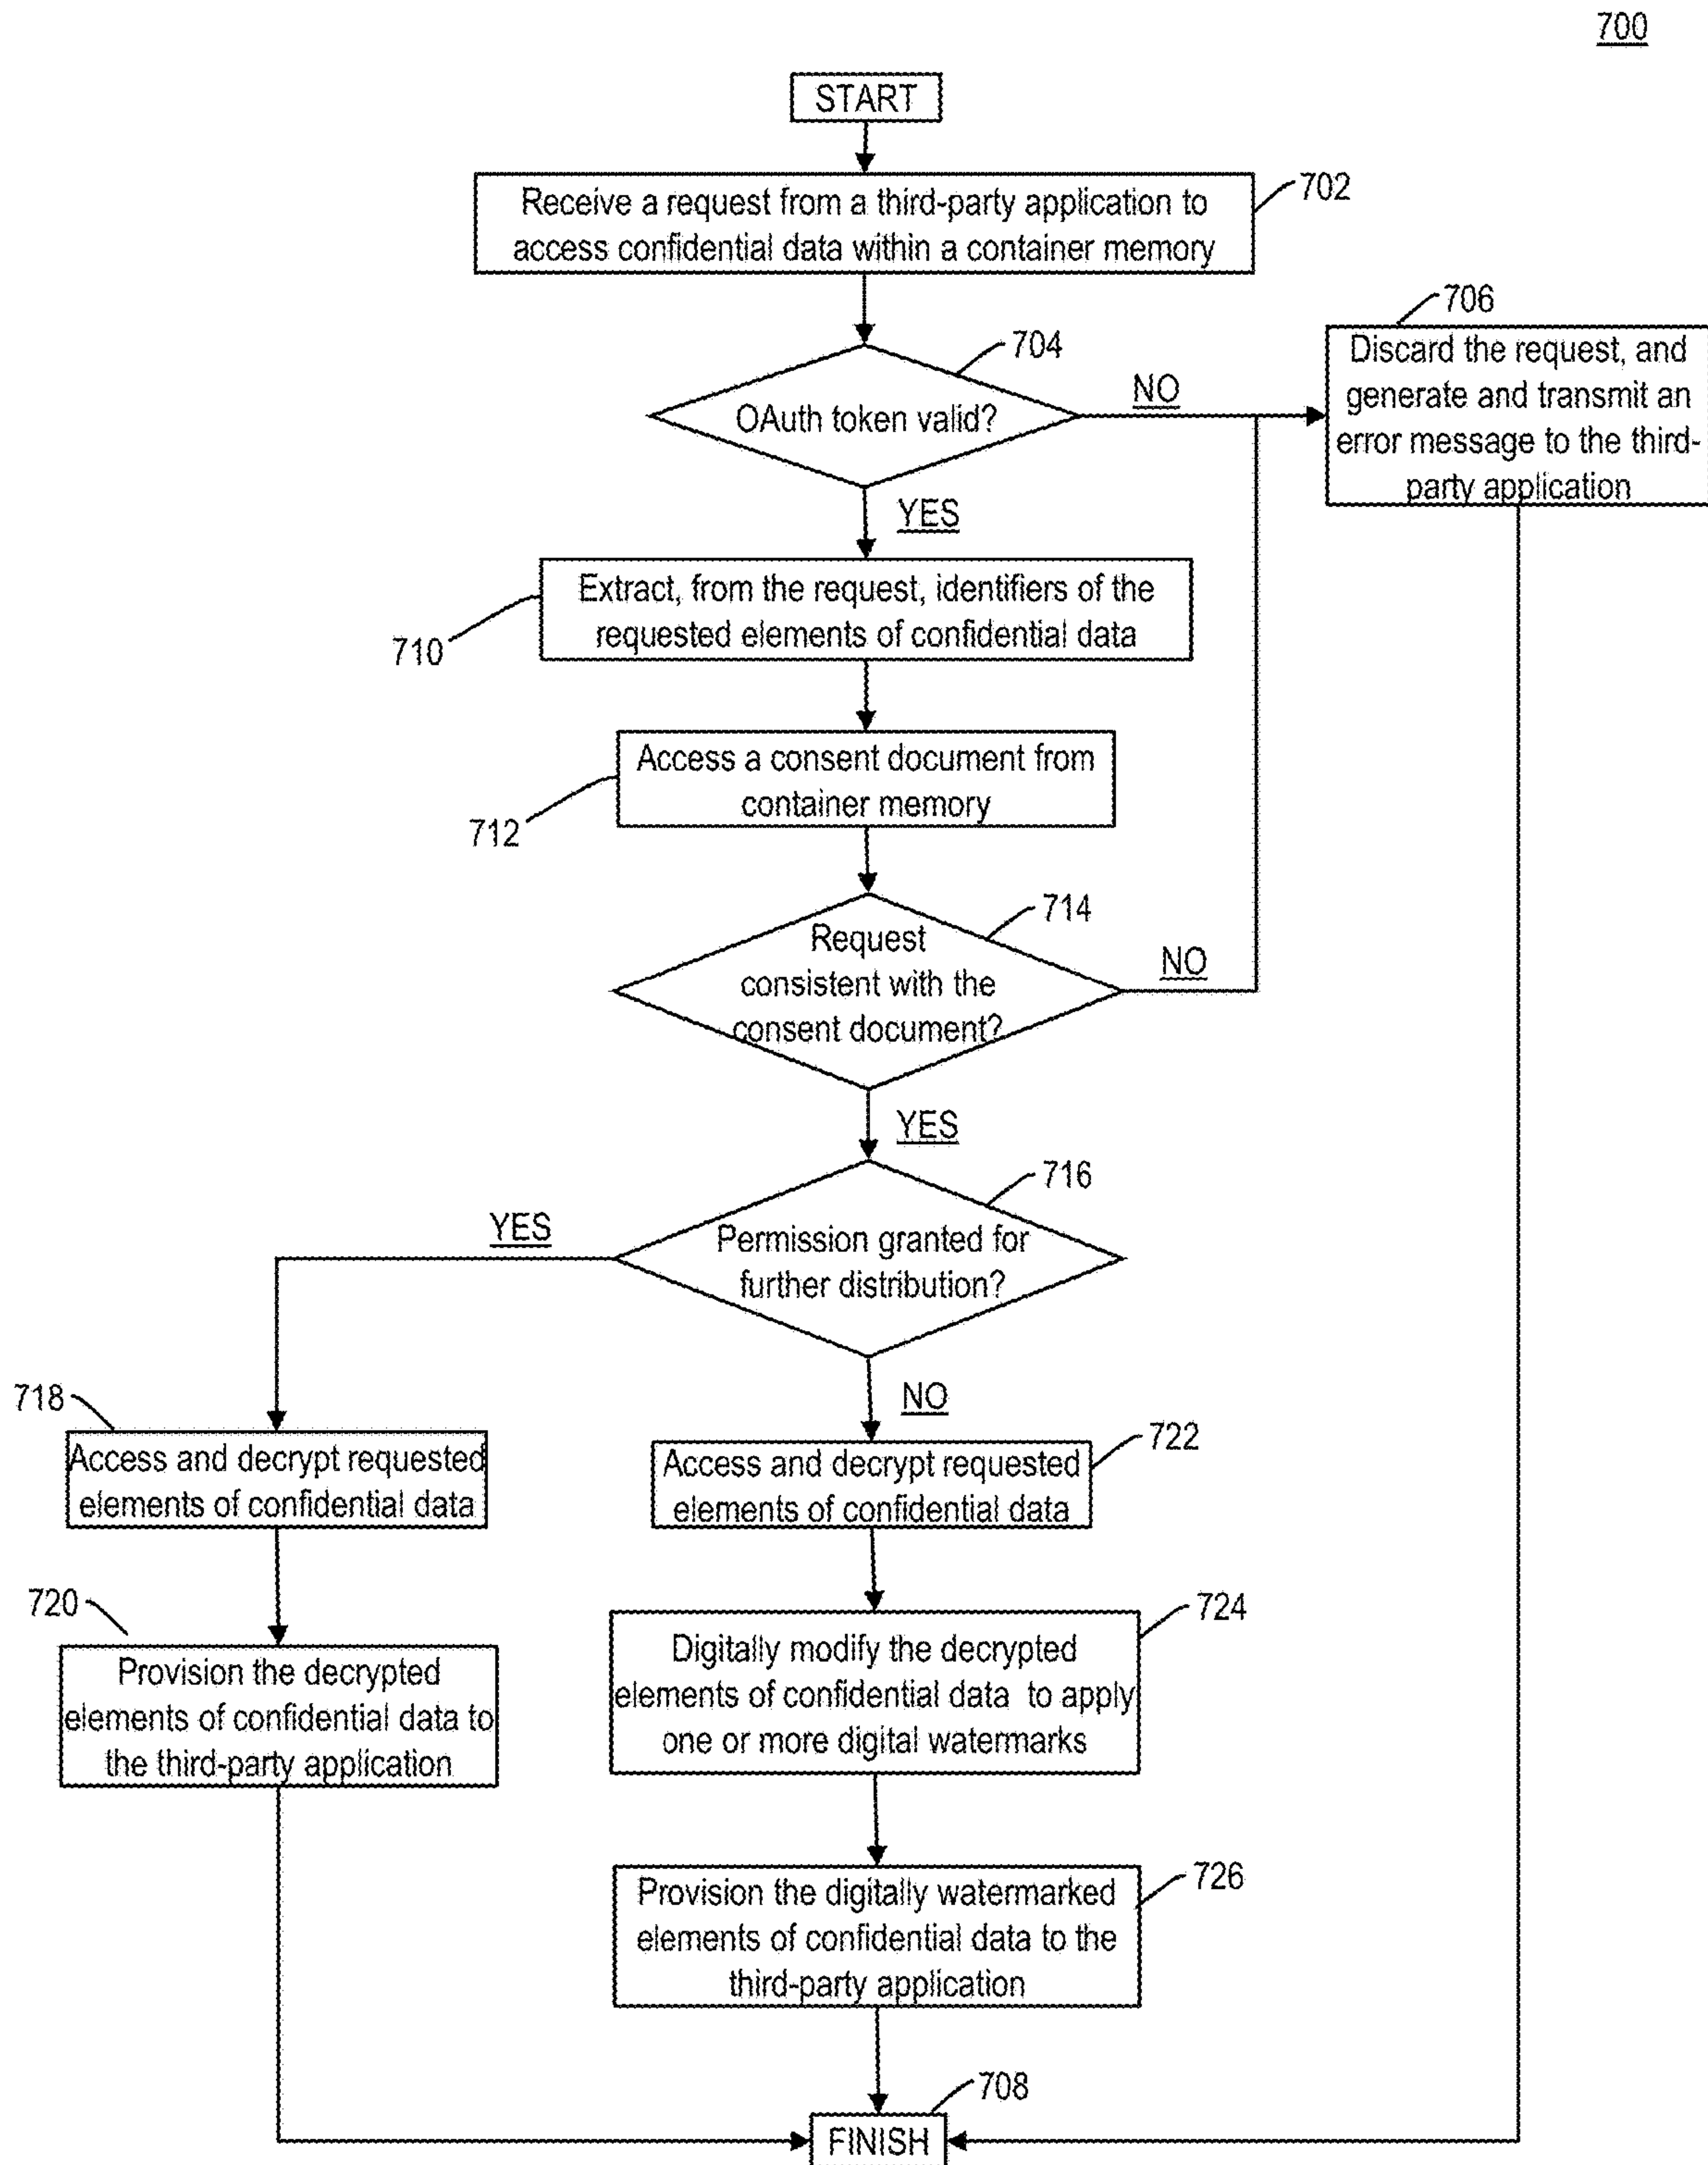 700
START
Receive a request from a third-party application to
access confidential data within a container memory
702
704
OAuth token valid?
NO
706
Discard the request, and
generate and transmit an
error message to the third-
party application
YES
Extract, from the request, identifiers of the
requested elements of confidential data
710
Access a consent document from
container memory
712
714
Request
consistent with the
consent document?
NO
YES
716
Permission granted for
further distribution?
YES
NO
718
Access and decrypt requested
elements of confidential data
722
Access and decrypt requested
elements of confidential data
720
Provision the decrypted
elements of confidential data to
the third-party application
724
Digitally modify the decrypted
elements of confidential data to apply
one or more digital watermarks
726
Provision the digitally watermarked
elements of confidential data to the
third-party application
708
FINISH